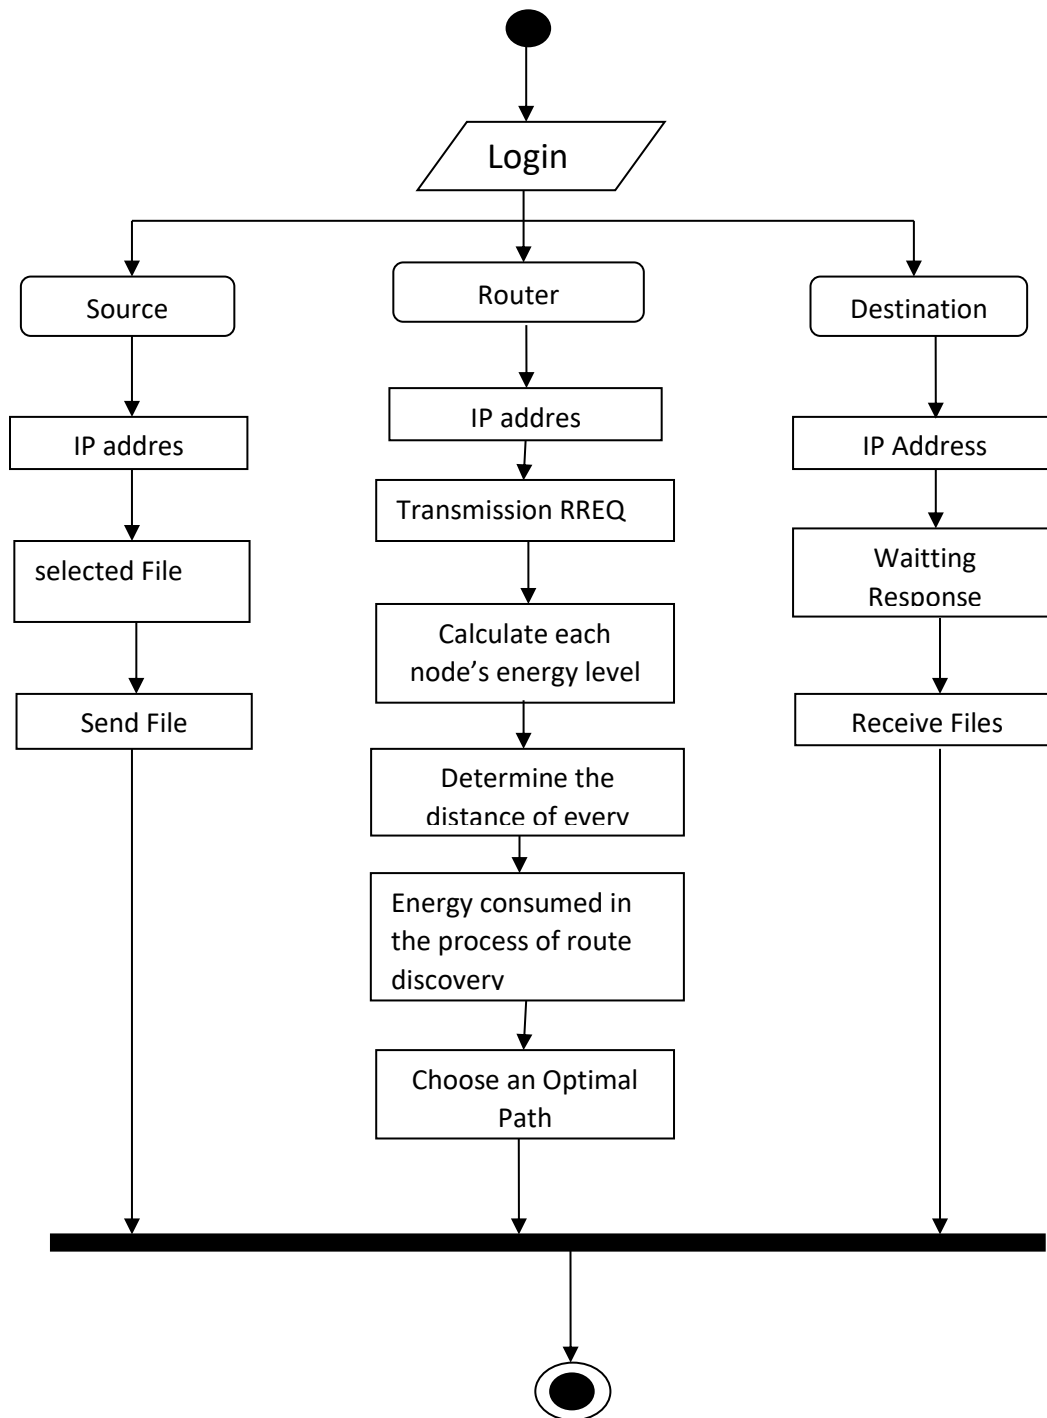 Login
Source
Router
Destination
IP addres
IP addres
IP Address
selected File
Transmission RREQ
Waitting
Response
Calculate each
node’s energy level
Send File
Receive Files
Determine the
distance of every
Energy consumed in
the process of route
discovery
Choose an Optimal
Path